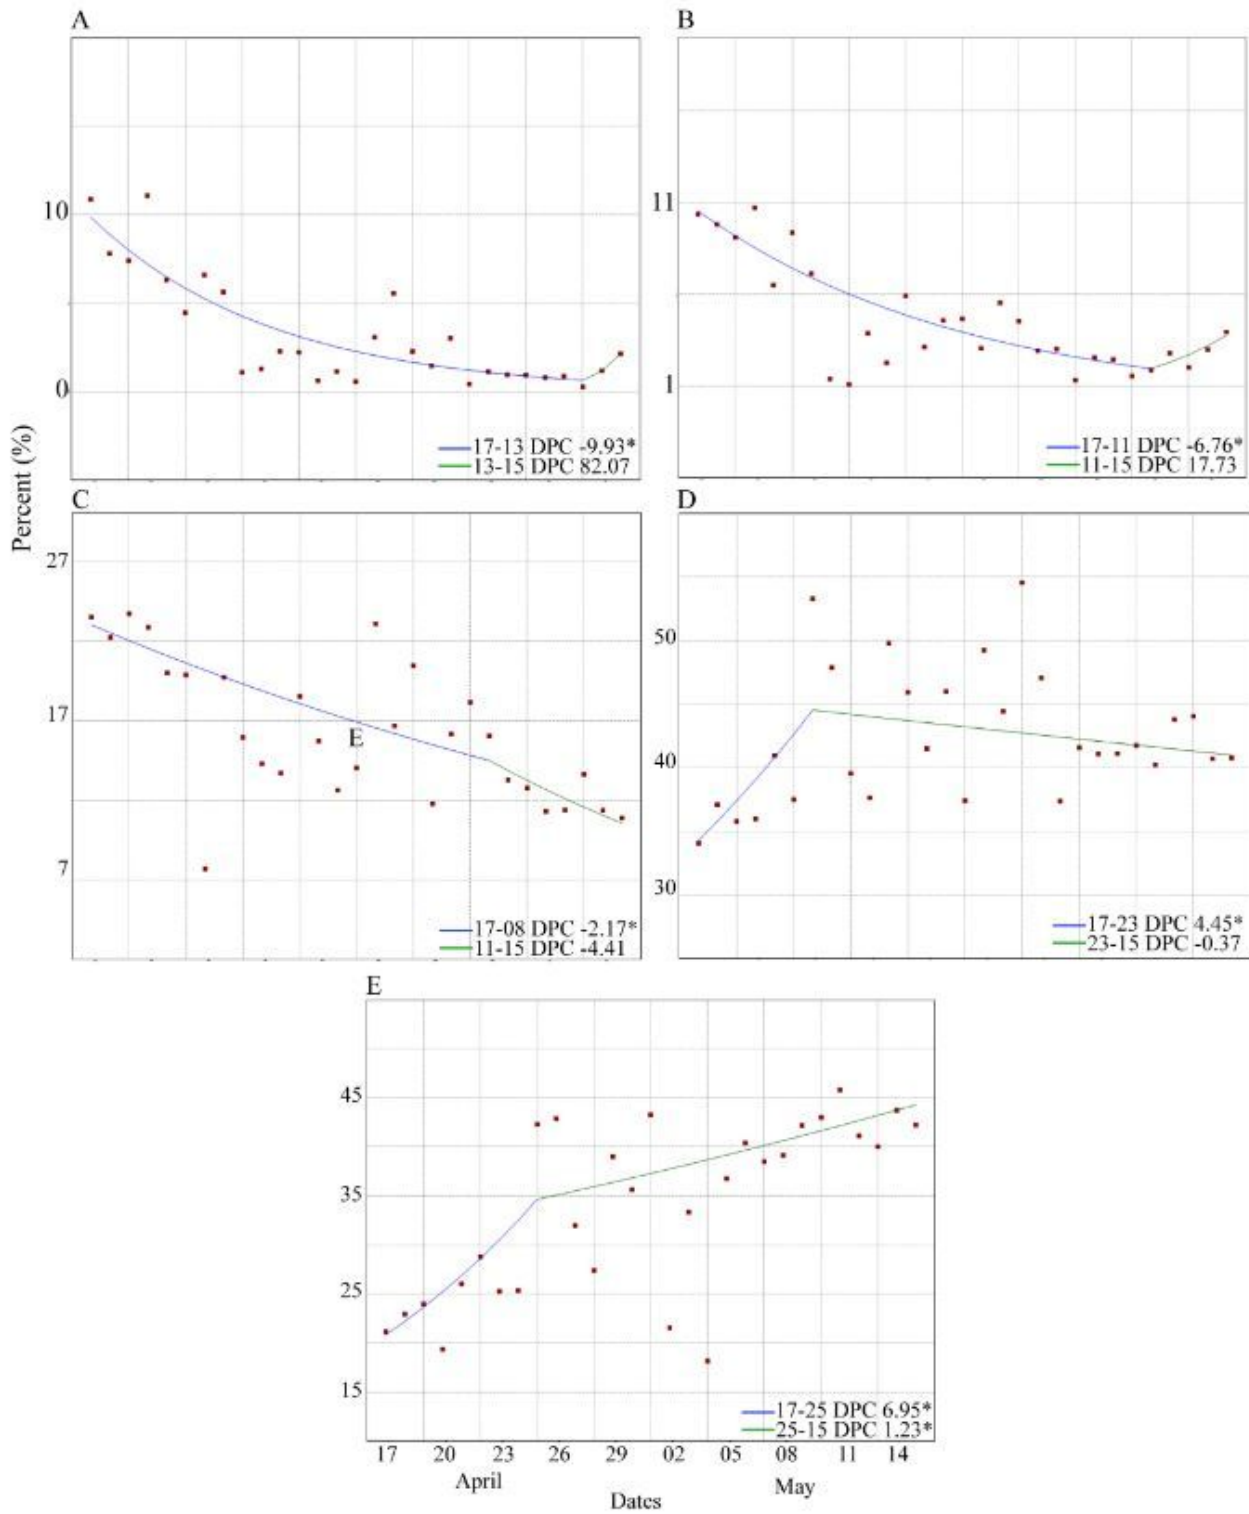 A
10
0
17-13 DPC -9.93*
13-15 DPC 82.07
B
11
1
17-11 DPC -6.76*
11-15 DPC 17.73
Percent (%)
C
27
17
7
E
17-08 DPC -2.17*
11-15 DPC -4.41
D
50
40
30
17-23 DPC 4.45*
23-15 DPC -0.37
E
45
35
25
15
17-25 DPC 6.95*
25-15 DPC 1.23*
17 20 23 26 29 02 05 08 11 14
April May
Dates